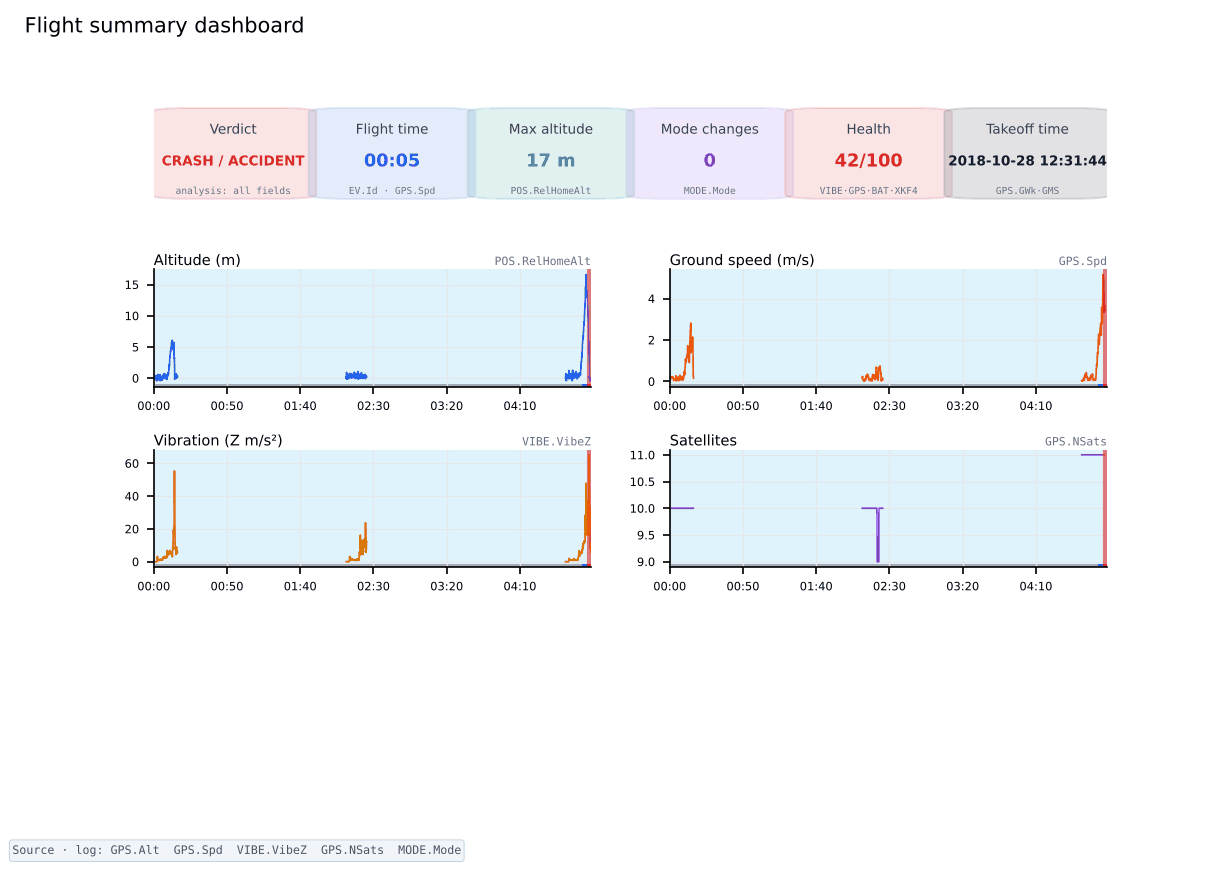 Flight summary dashboard
Verdict Flight time Max altitude Mode changes Health Takeoff time
CRASH / ACCIDENT 00:05 17 m 0 42/100 2018-10-28 12:31:44
analysis: all fields EV.Id · GPS.Spd POS.RelHomeAlt MODE.Mode VIBE·GPS·BAT·XKF4 GPS.GWk·GMS
Altitude (m) POS.RelHomeAlt
15
10
5
0
00:00 00:50 01:40 02:30 03:20 04:10
Ground speed (m/s) GPS.Spd
4
2
0
00:00 00:50 01:40 02:30 03:20 04:10
Vibration (Z m/s²) VIBE.VibeZ
60
40
20
0
00:00 00:50 01:40 02:30 03:20 04:10
Satellites GPS.NSats
11.0
10.5
10.0
9.5
9.0
00:00 00:50 01:40 02:30 03:20 04:10
Source · log: GPS.Alt GPS.Spd VIBE.VibeZ GPS.NSats MODE.Mode